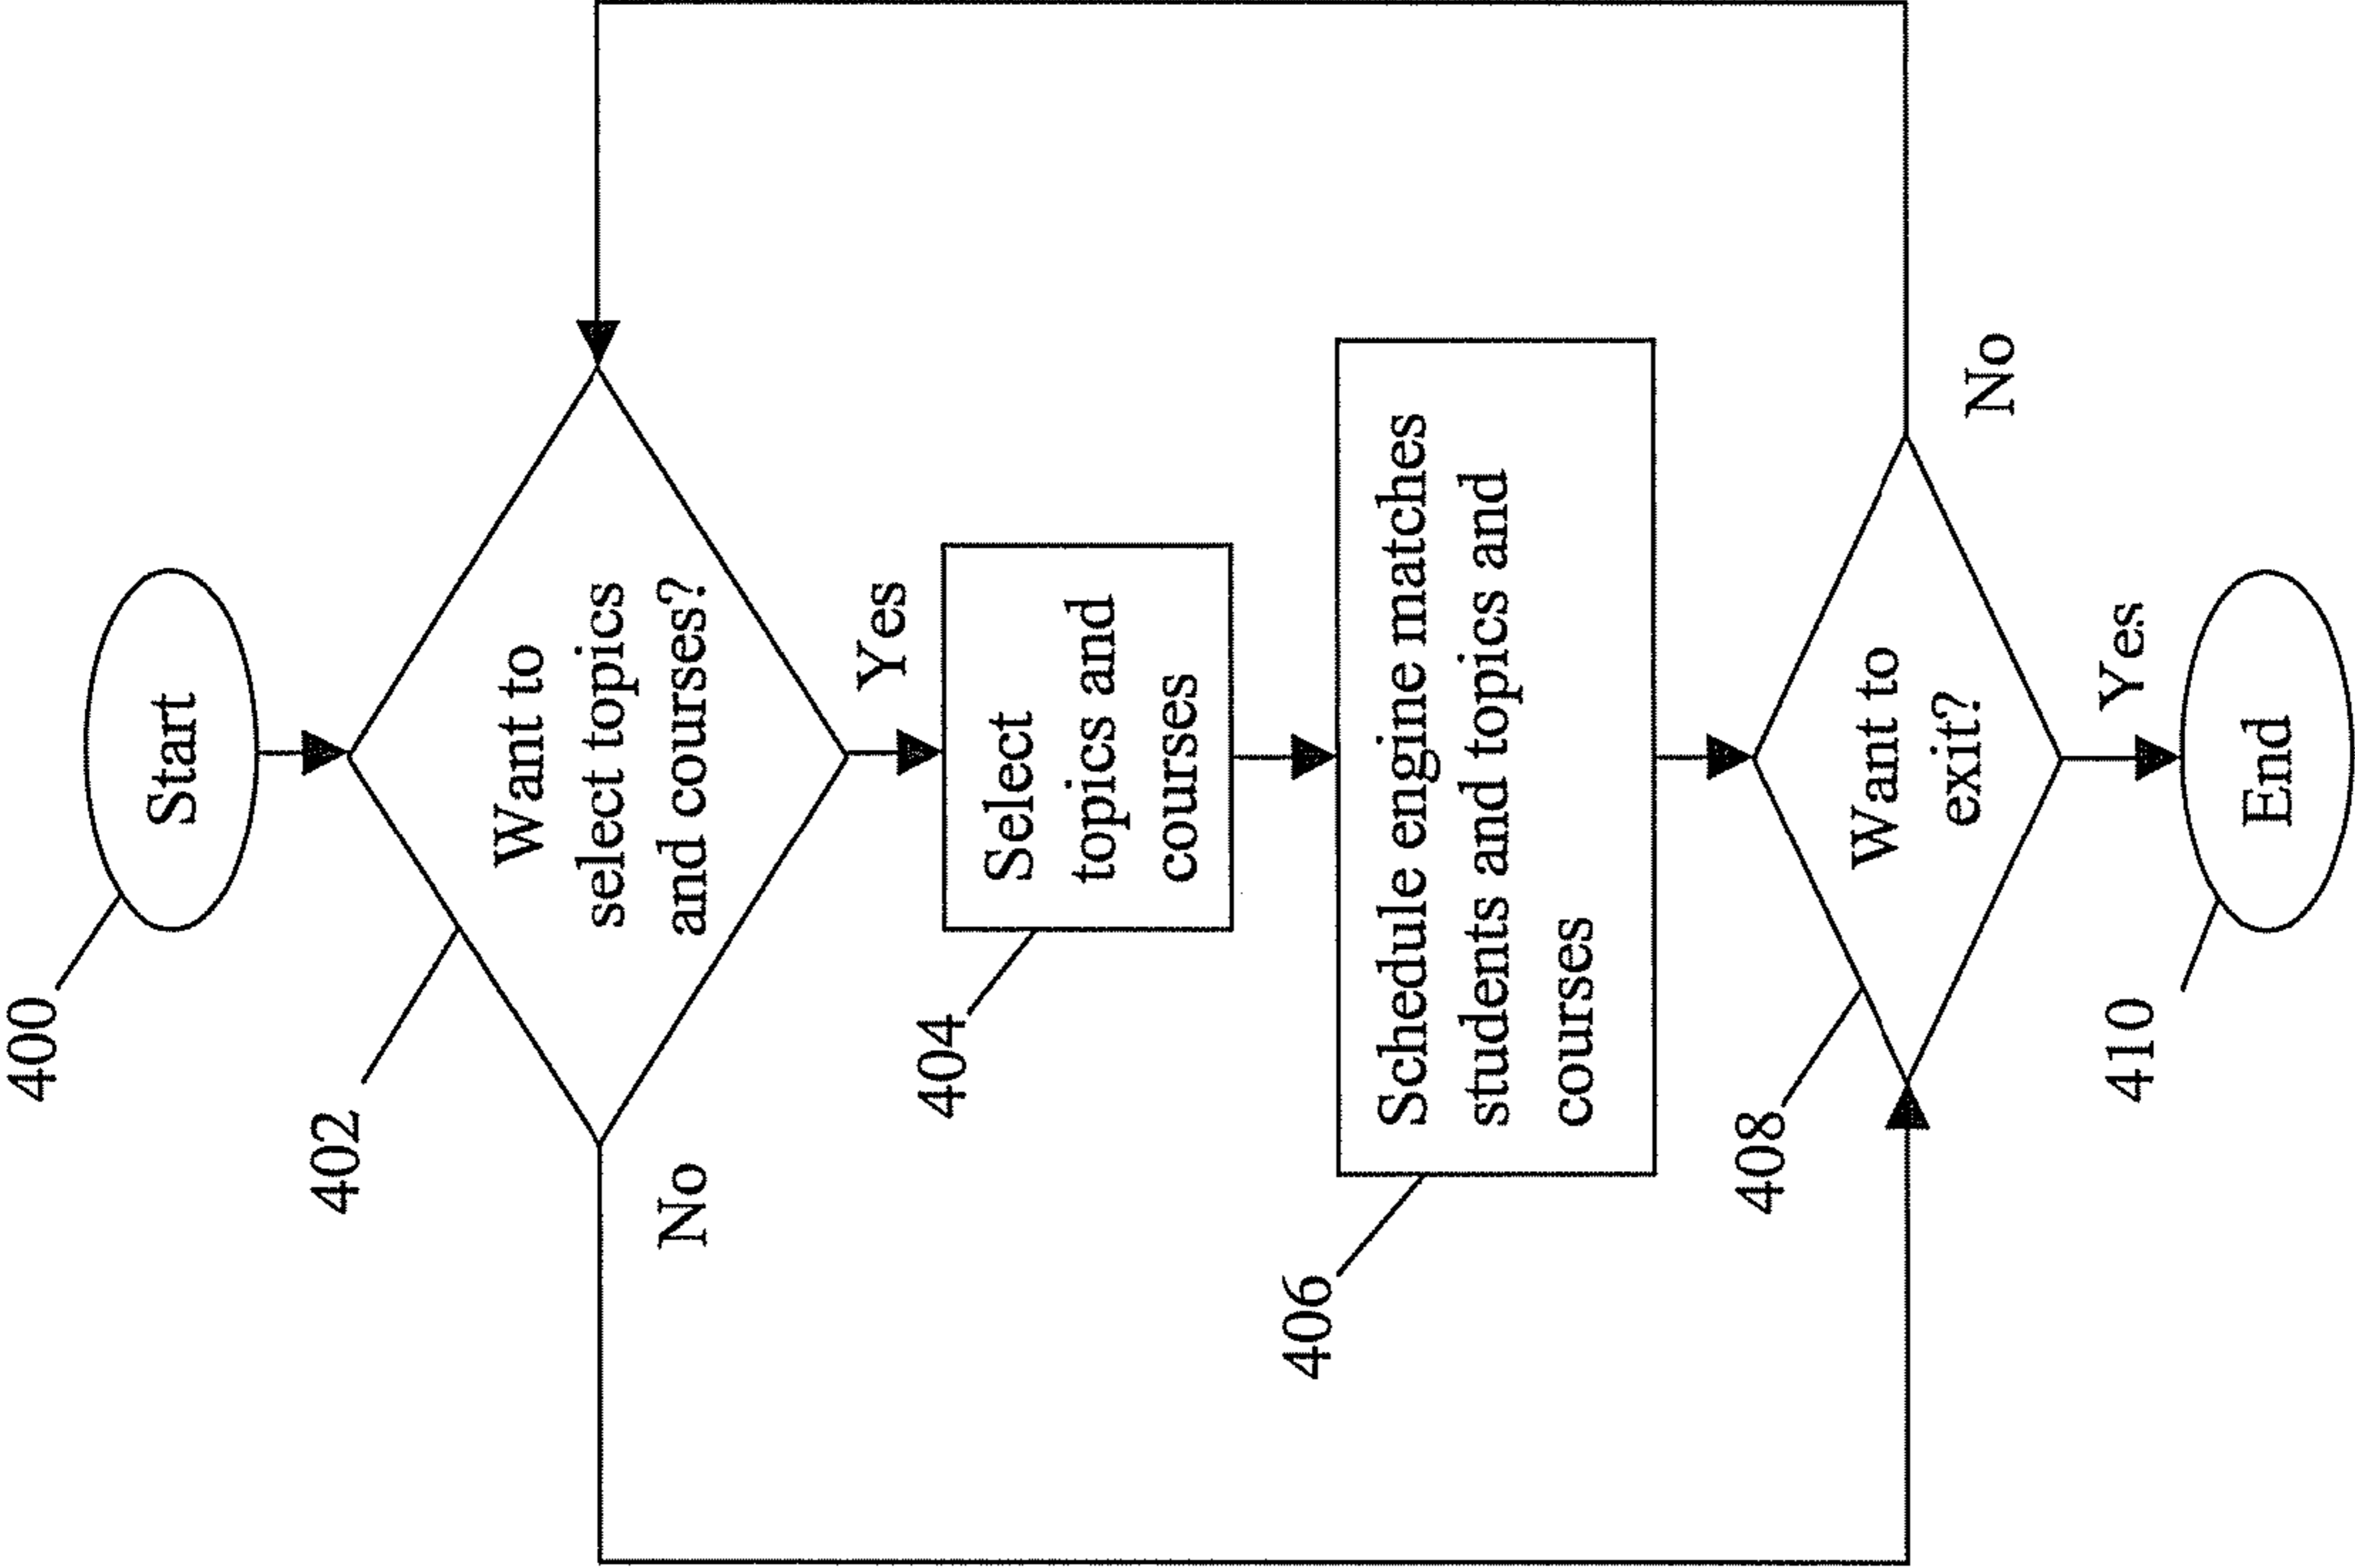 400
Start
402
Want to
select topics
and courses?
No
Yes
404
Select
topics and
courses
406
Schedule engine matches
students and topics and
courses
408
Want to
exit?
No
Yes
410
End